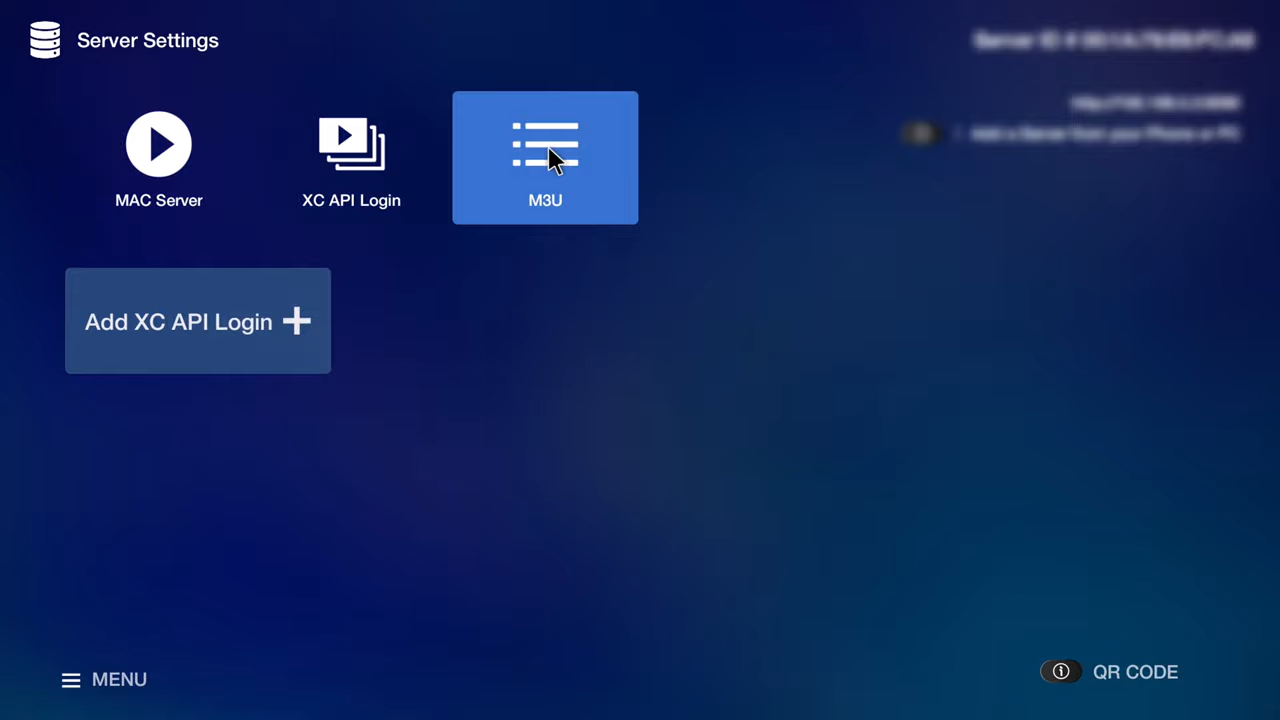 Server Settings
MAC Server
XC API Login
M3U
Add XC API Login
MENU
QR CODE